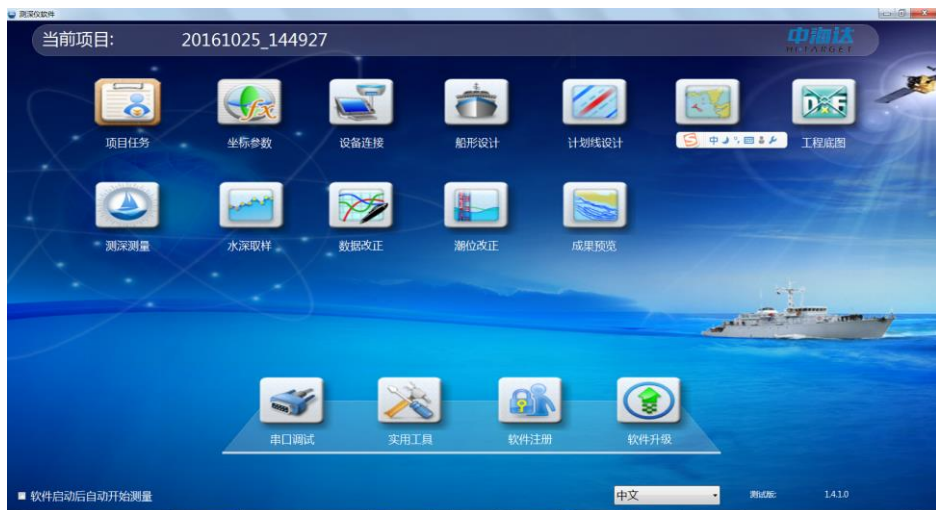 测深仪软件
当前项目: 20161025_144927 中海达
HI-TARGET
项目任务 坐标参数 设备连接 船形设计 计划线设计 工程底图
fx
DXF
中
测深测量 水深取样 数据改正 潮位改正 成果预览
串口调试 实用工具 软件注册 软件升级
软件启动后自动开始测量 中文 测试版: 1.4.1.0